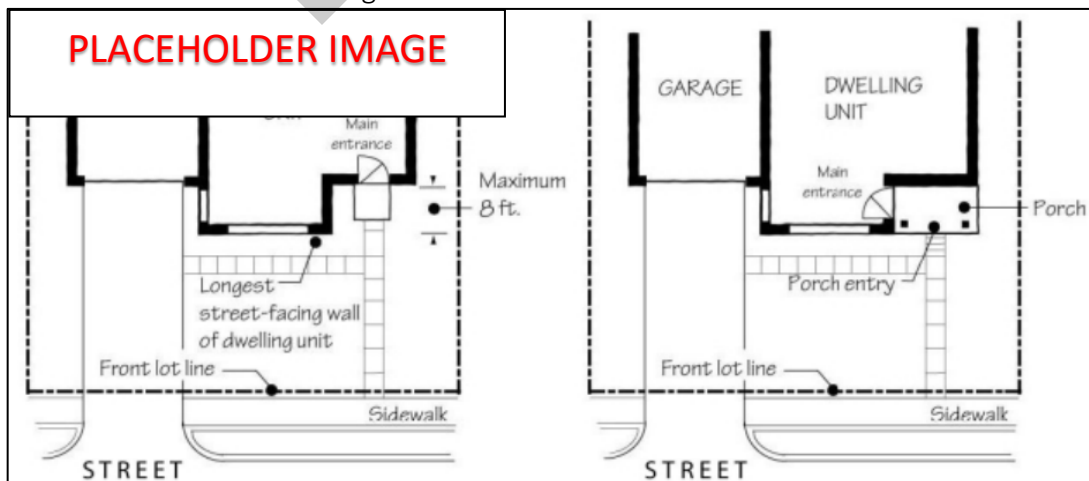 PLACEHOLDER IMAGE
Main
entrance
Maximum
8 ft.
Longest
street-facing wall
of dwelling unit
Front lot line
Sidewalk
STREET
GARAGE
DWELLING
UNIT
Main
entrance
Porch
Porch entry
Front lot line
Sidewalk
STREET